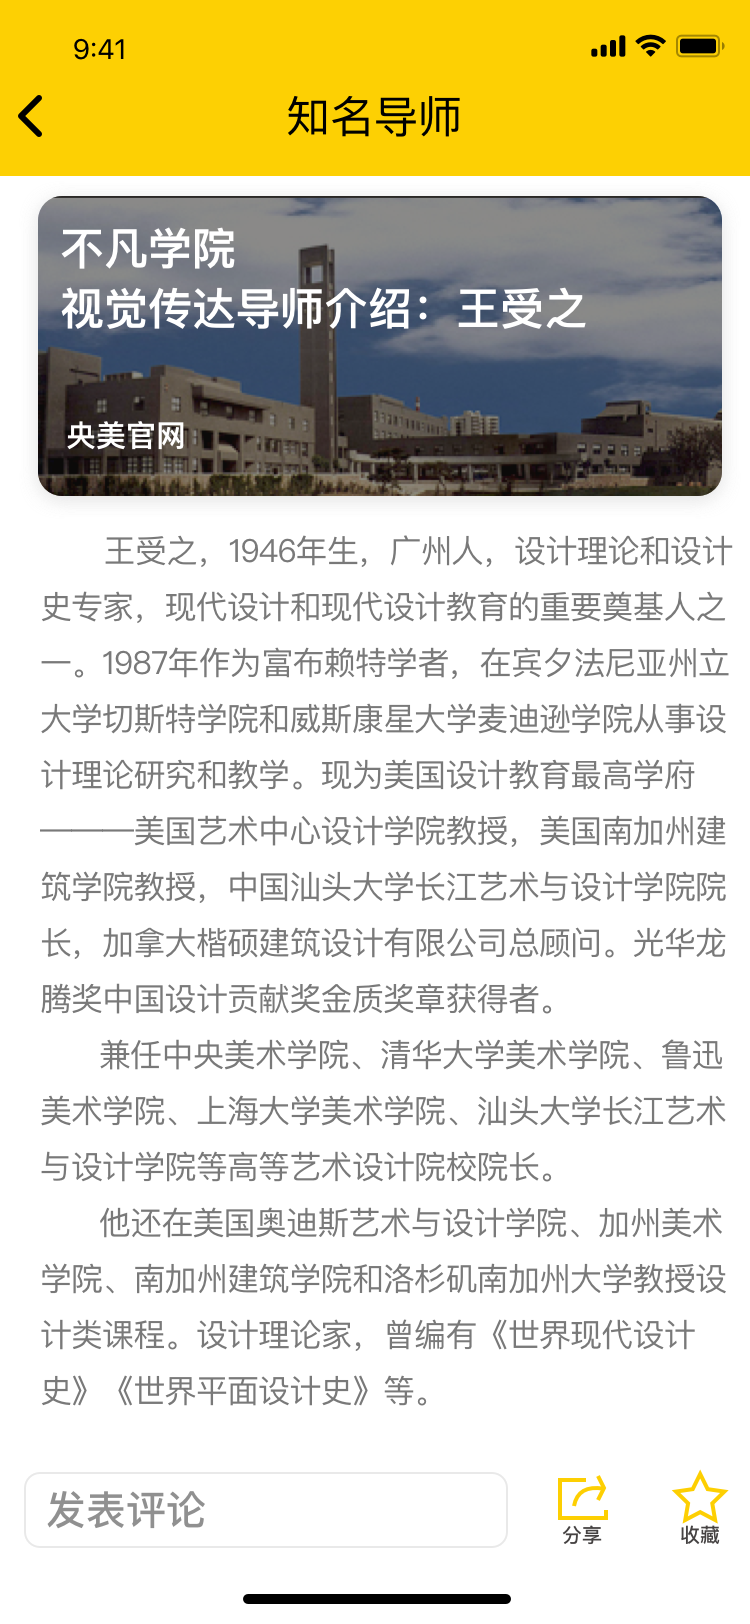 9:41
知名导师
不凡学院
视觉传达导师介绍：王受之
央美官网
王受之，1946年生，广州人，设计理论和设计
史专家，现代设计和现代设计教育的重要奠基人之
一。1987年作为富布赖特学者，在宾夕法尼亚州立
大学切斯特学院和威斯康星大学麦迪逊学院从事设
计理论研究和教学。现为美国设计教育最高学府
———美国艺术中心设计学院教授，美国南加州建
筑学院教授，中国汕头大学长江艺术与设计学院院
长，加拿大楷硕建筑设计有限公司总顾问。光华龙
腾奖中国设计贡献奖金质奖章获得者。
兼任中央美术学院、清华大学美术学院、鲁迅
美术学院、上海大学美术学院、汕头大学长江艺术
与设计学院等高等艺术设计院校院长。
他还在美国奥迪斯艺术与设计学院、加州美术
学院、南加州建筑学院和洛杉矶南加州大学教授设
计类课程。设计理论家，曾编有《世界现代设计
史》《世界平面设计史》等。
发表评论
分享
收藏